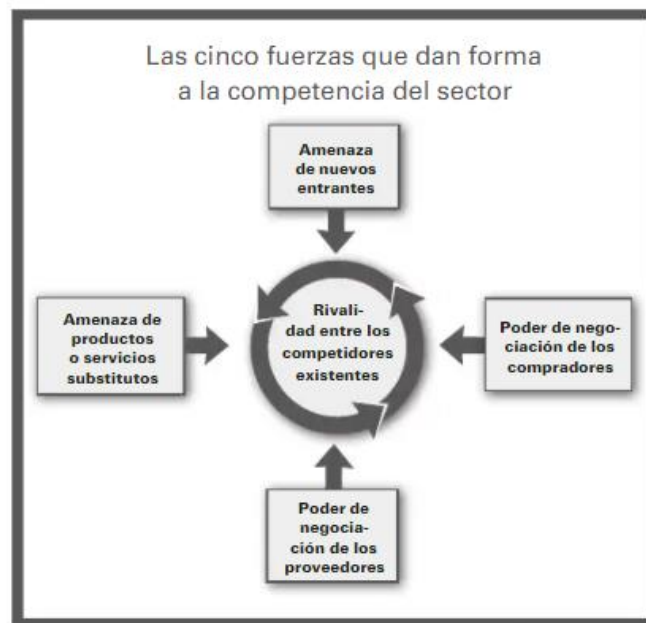 Las cinco fuerzas que dan forma
a la competencia del sector
Amenaza
de nuevos
entrantes
Amenaza de
productos
o servicios
substitutos
Rivali-
dad entre los
competidores
existentes
Poder de nego-
ciación de los
compradores
Poder de
negocia-
ción de los
proveedores